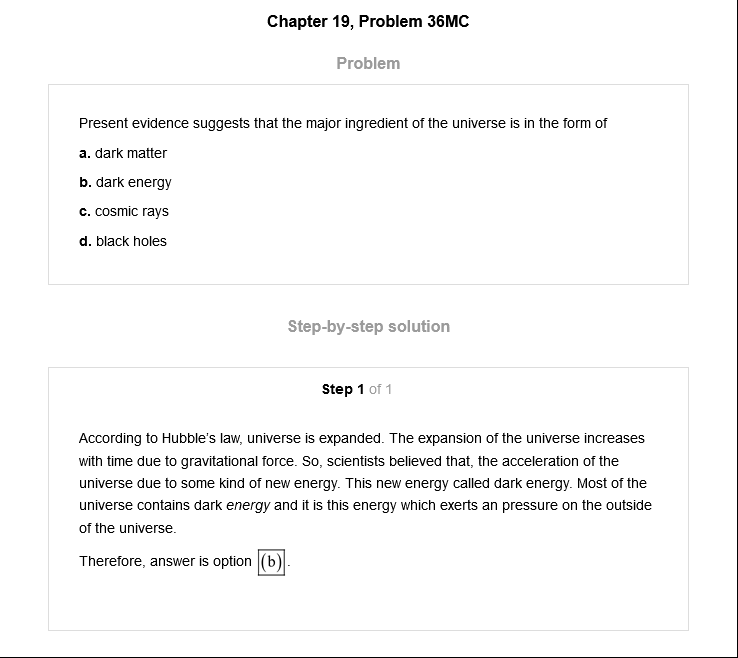 Chapter 19, Problem 36MC
Problem
Present evidence suggests that the major ingredient of the universe is in the form of
a. dark matter
b. dark energy
c. cosmic rays
d. black holes
Step-by-step solution
Step 1 of 1
According to Hubble's law, universe is expanded. The expansion of the universe increases
with time due to gravitational force. So, scientists believed that, the acceleration of the
universe due to some kind of new energy. This new energy called dark energy. Most of the
universe contains dark energy and it is this energy which exerts an pressure on the outside
of the universe.
Therefore, answer is option (b).